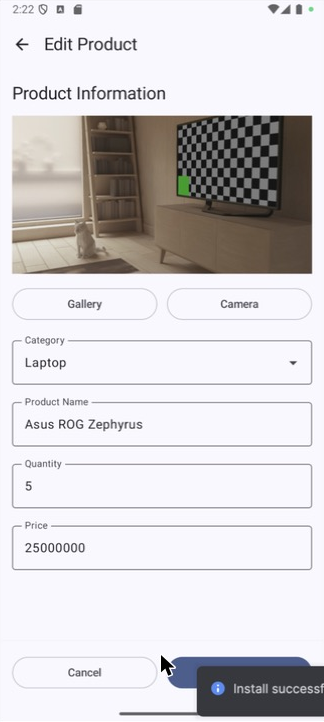 2:22
Edit Product
Product Information
Gallery
Camera
Category
Laptop
Product Name
Asus ROG Zephyrus
Quantity
5
Price
25000000
Cancel
Install successf